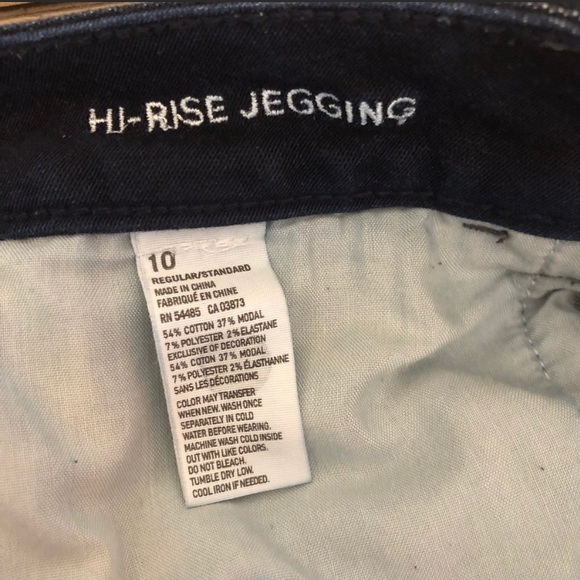 HI-RISE JEGGING
10
REGULAR/STANDARD
MADE IN CHINA
FABRIQUÉ EN CHINE
RN 54485 CA 03873
54% COTTON 37% MODAL
7% POLYESTER 2% ELASTANE
EXCLUSIVE OF DECORATION
54% COTON 37% MODAL
7% POLYESTER 2% ÉLASTHANNE
SANS LES DÉCORATIONS
COLOR MAY TRANSFER
WHEN NEW. WASH ONCE
SEPARATELY IN COLD
WATER BEFORE WEARING.
MACHINE WASH COLD INSIDE
OUT WITH LIKE COLORS.
DO NOT BLEACH.
TUMBLE DRY LOW.
COOL IRON IF NEEDED.